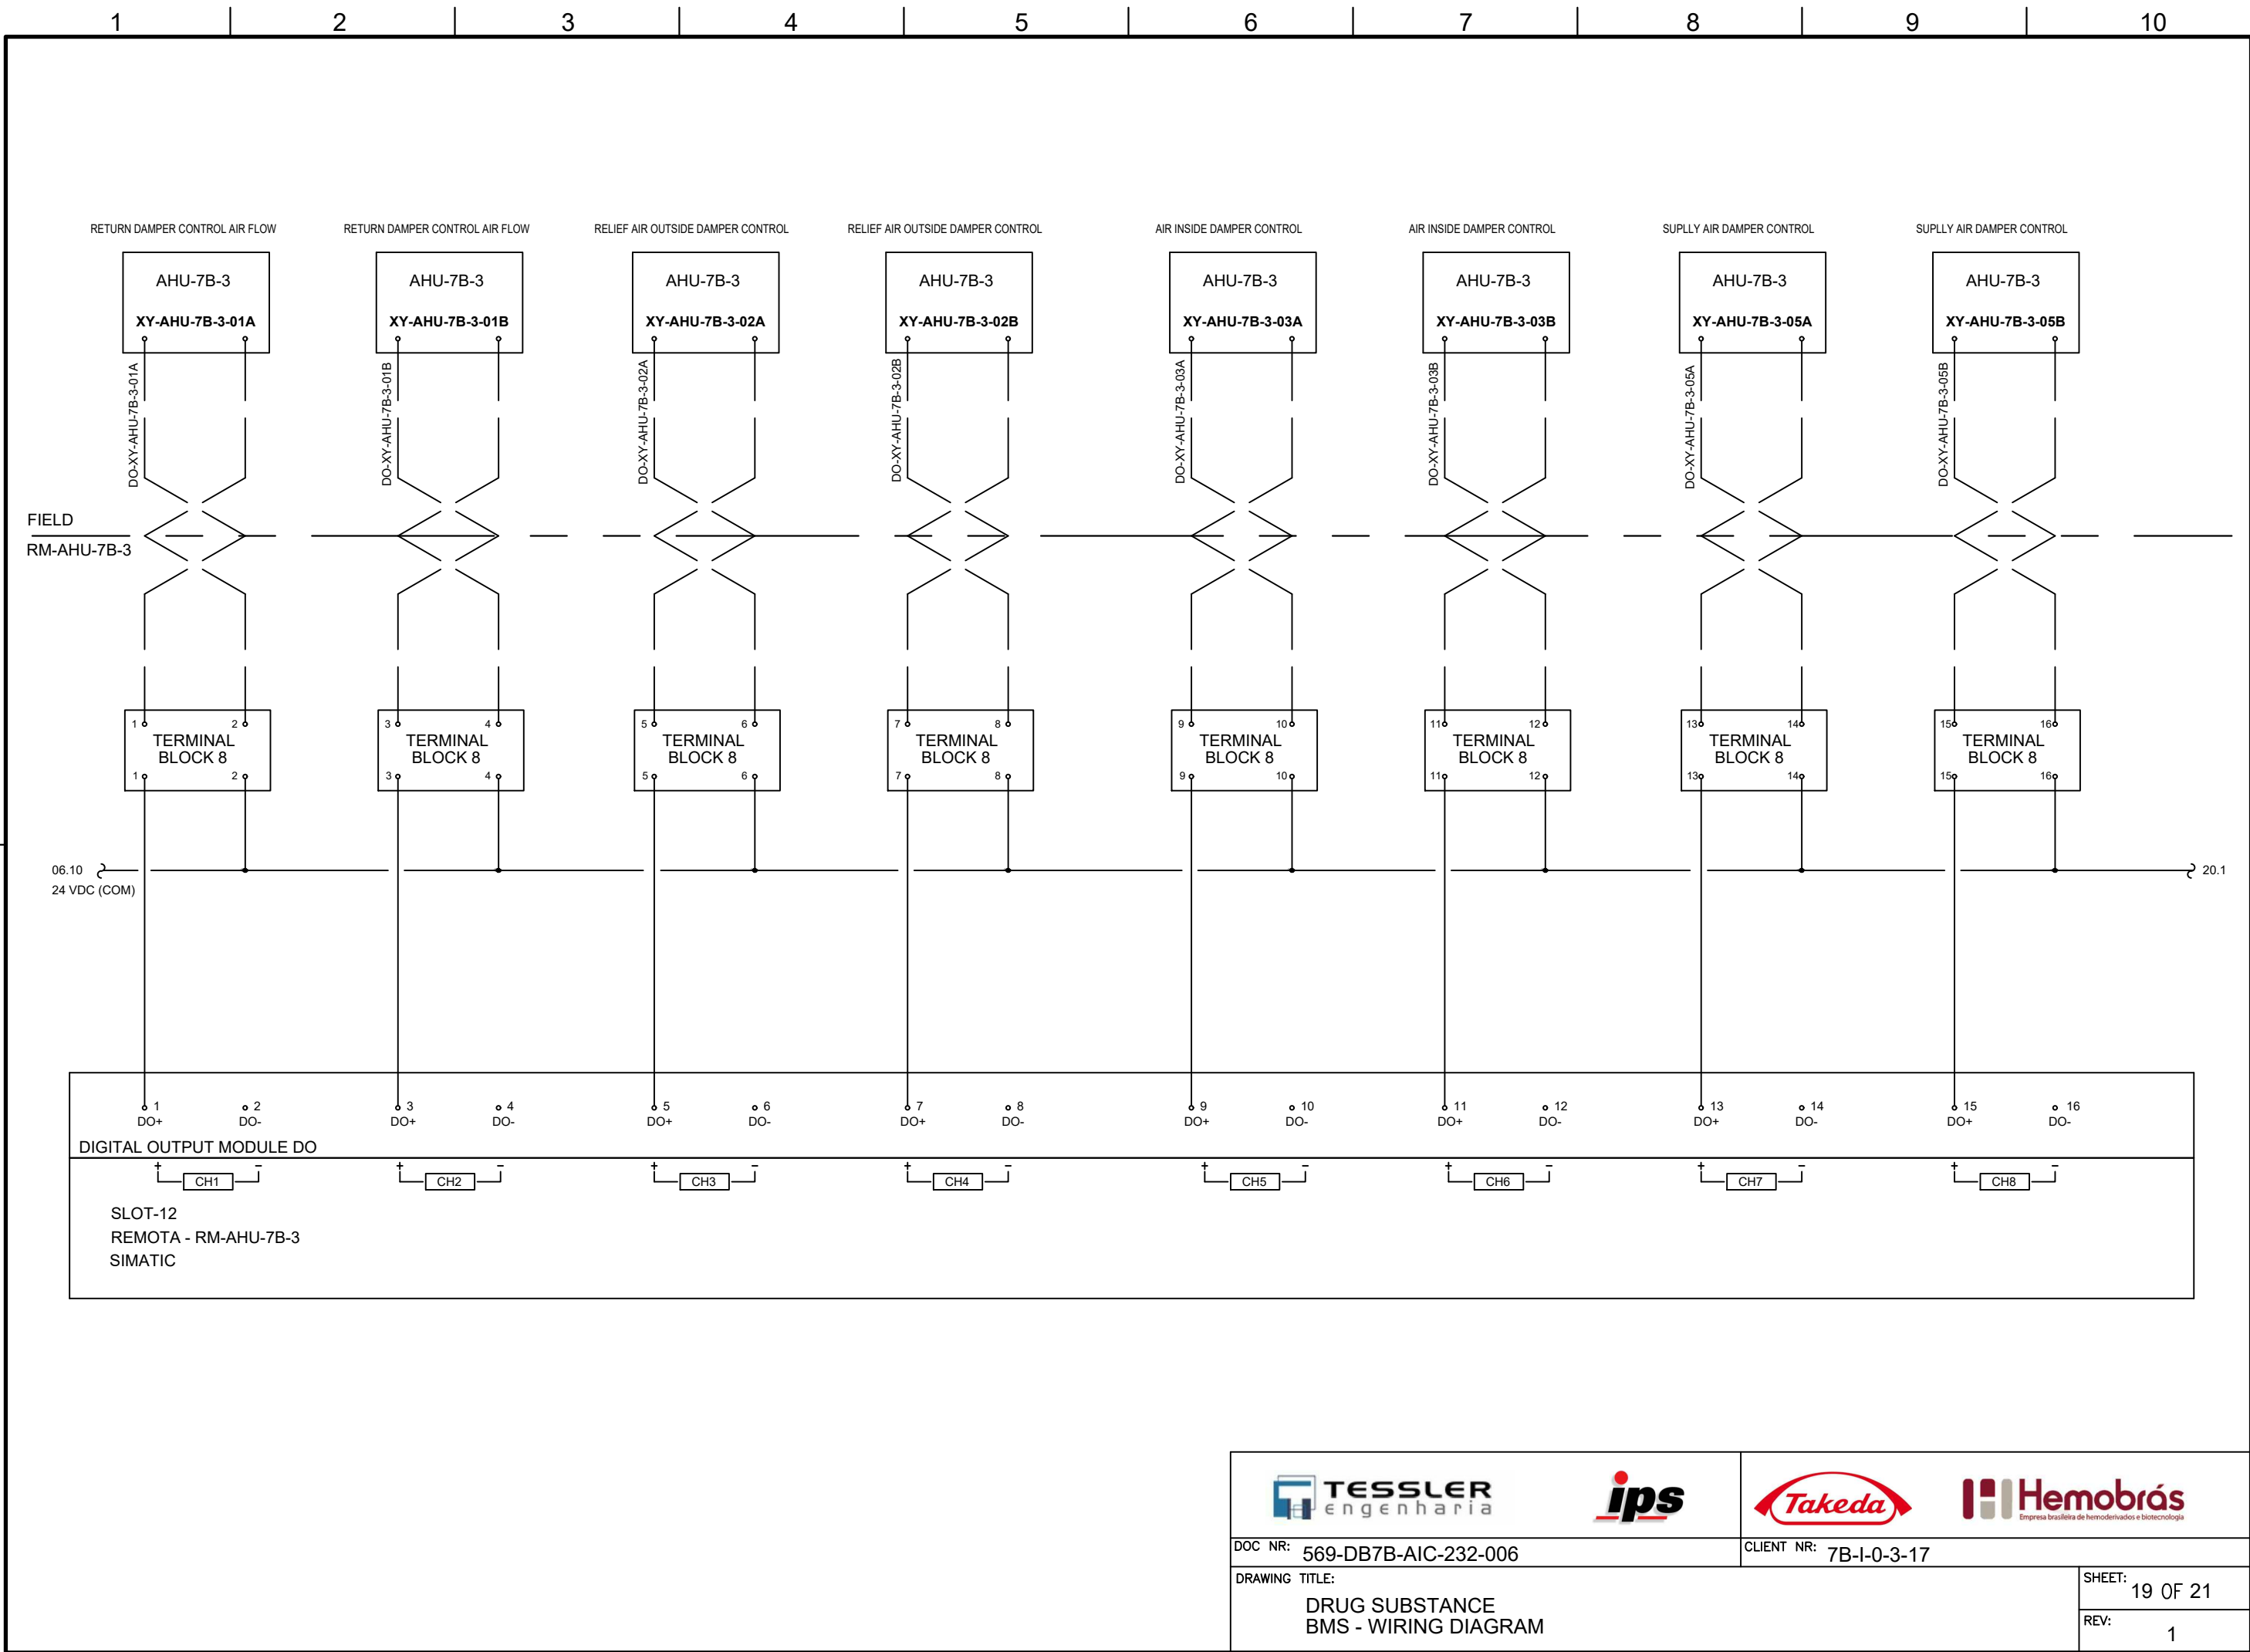 1 2 3 4 5 6 7 8 9 10
RETURN DAMPER CONTROL AIR FLOW RETURN DAMPER CONTROL AIR FLOW RELIEF AIR OUTSIDE DAMPER CONTROL RELIEF AIR OUTSIDE DAMPER CONTROL AIR INSIDE DAMPER CONTROL AIR INSIDE DAMPER CONTROL SUPLLY AIR DAMPER CONTROL SUPLLY AIR DAMPER CONTROL
AHU-7B-3 AHU-7B-3 AHU-7B-3 AHU-7B-3 AHU-7B-3 AHU-7B-3 AHU-7B-3 AHU-7B-3
XY-AHU-7B-3-01A XY-AHU-7B-3-01B XY-AHU-7B-3-02A XY-AHU-7B-3-02B XY-AHU-7B-3-03A XY-AHU-7B-3-03B XY-AHU-7B-3-05A XY-AHU-7B-3-05B
DO-XY-AHU-7B-3-01A DO-XY-AHU-7B-3-01B DO-XY-AHU-7B-3-02A DO-XY-AHU-7B-3-02B DO-XY-AHU-7B-3-03A DO-XY-AHU-7B-3-03B DO-XY-AHU-7B-3-05A DO-XY-AHU-7B-3-05B
FIELD
RM-AHU-7B-3
1 2 3 4 5 6 7 8 9 10 11 12 13 14 15 16
TERMINAL TERMINAL TERMINAL TERMINAL TERMINAL TERMINAL TERMINAL TERMINAL
BLOCK 8 BLOCK 8 BLOCK 8 BLOCK 8 BLOCK 8 BLOCK 8 BLOCK 8 BLOCK 8
1 2 3 4 5 6 7 8 9 10 11 12 13 14 15 16
06.10 20.1
24 VDC (COM)
1 2 3 4 5 6 7 8 9 10 11 12 13 14 15 16
DO+ DO- DO+ DO- DO+ DO- DO+ DO- DO+ DO- DO+ DO- DO+ DO- DO+ DO-
DIGITAL OUTPUT MODULE DO
+ - + - + - + - + - + - + - + -
CH1 CH2 CH3 CH4 CH5 CH6 CH7 CH8
SLOT-12
REMOTA - RM-AHU-7B-3
SIMATIC
TESSLER
engenharia
ips
Takeda
Hemobrás
Empresa brasileira de hemoderivados e biotecnologia
DOC NR: 569-DB7B-AIC-232-006
CLIENT NR: 7B-I-0-3-17
DRAWING TITLE:
DRUG SUBSTANCE
BMS - WIRING DIAGRAM
SHEET: 19 OF 21
REV: 1